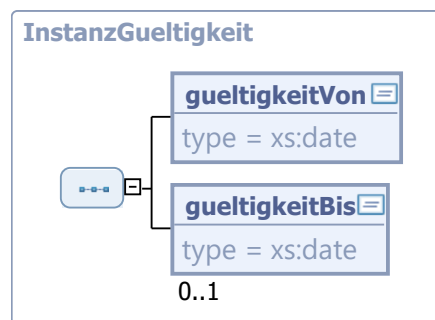 InstanzGueltigkeit
gueltigkeitVon
type = xs:date
gueltigkeitBis
type = xs:date
0..1